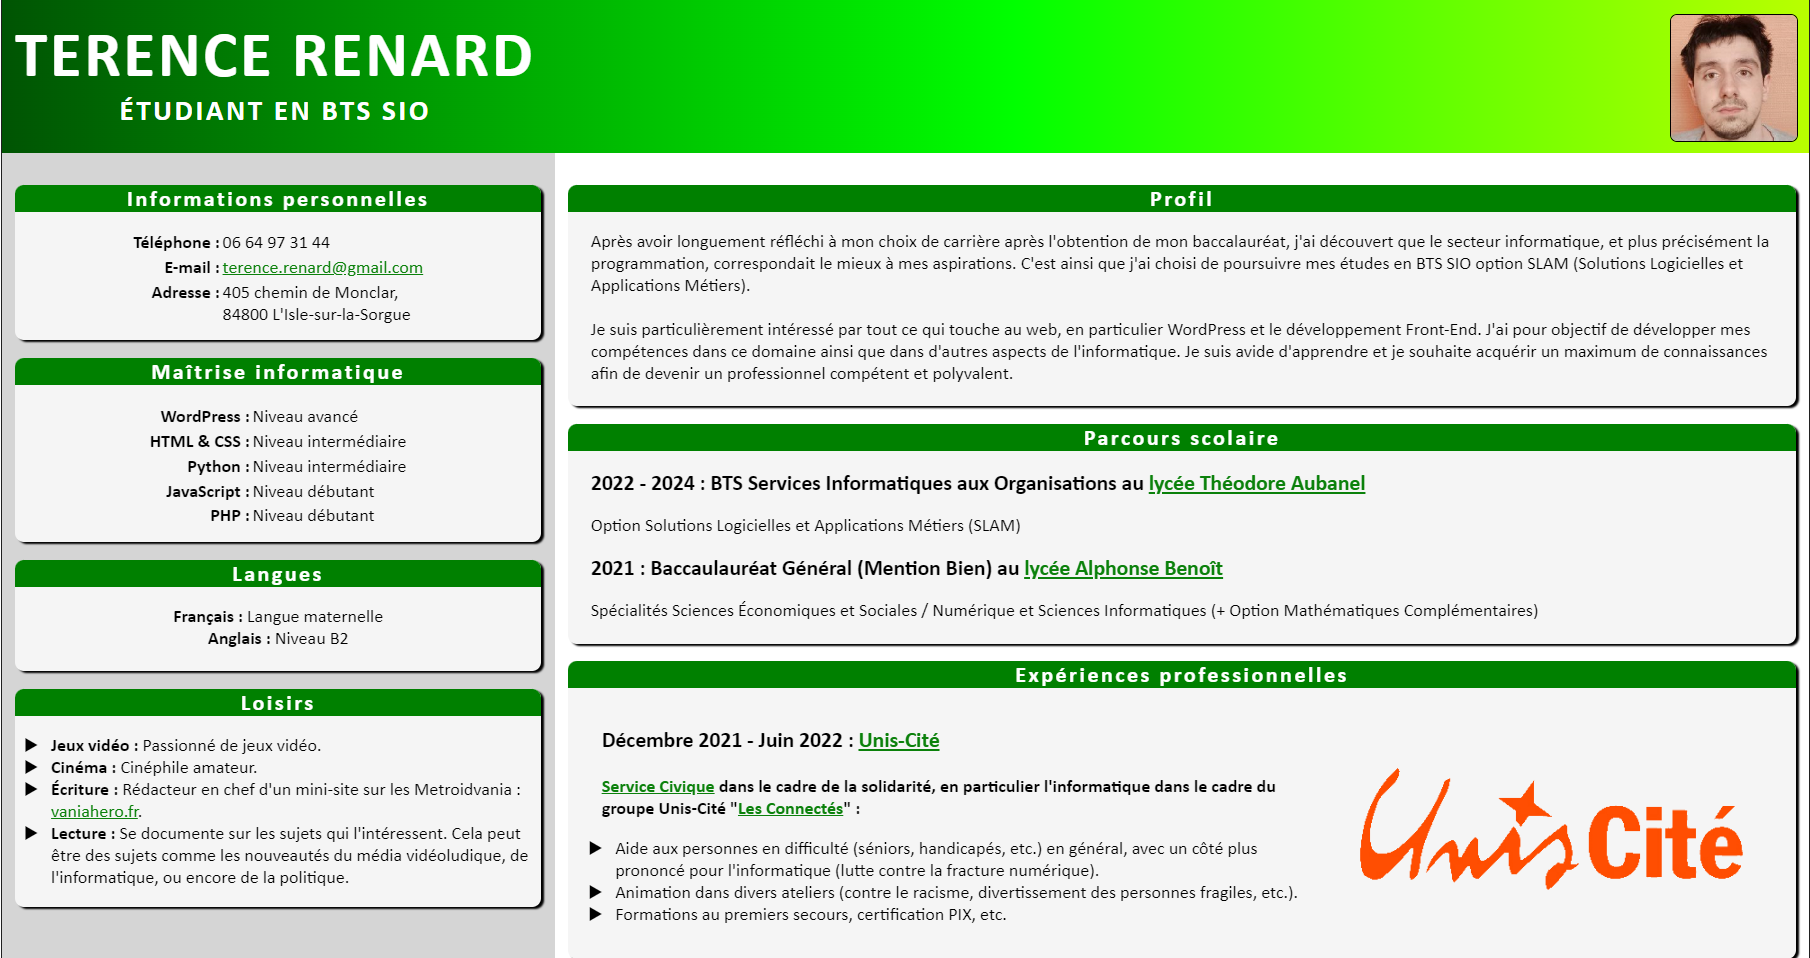 TERENCE RENARD
ÉTUDIANT EN BTS SIO
Informations personnelles
Téléphone : 06 64 97 31 44
E-mail : terence.renard@gmail.com
Adresse : 405 chemin de Monclar,
84800 L'Isle-sur-la-Sorgue
Maîtrise informatique
WordPress : Niveau avancé
HTML & CSS : Niveau intermédiaire
Python : Niveau intermédiaire
JavaScript : Niveau débutant
PHP : Niveau débutant
Langues
Français : Langue maternelle
Anglais : Niveau B2
Loisirs
▶ Jeux vidéo : Passionné de jeux vidéo.
▶ Cinéma : Cinéphile amateur.
▶ Écriture : Rédacteur en chef d'un mini-site sur les Metroidvania :
vaniahero.fr.
▶ Lecture : Se documente sur les sujets qui l'intéressent. Cela peut
être des sujets comme les nouveautés du média vidéoludique, de
l'informatique, ou encore de la politique.
Profil
Après avoir longuement réfléchi à mon choix de carrière après l'obtention de mon baccalauréat, j'ai découvert que le secteur informatique, et plus précisément la
programmation, correspondait le mieux à mes aspirations. C'est ainsi que j'ai choisi de poursuivre mes études en BTS SIO option SLAM (Solutions Logicielles et
Applications Métiers).
Je suis particulièrement intéressé par tout ce qui touche au web, en particulier WordPress et le développement Front-End. J'ai pour objectif de développer mes
compétences dans ce domaine ainsi que dans d'autres aspects de l'informatique. Je suis avide d'apprendre et je souhaite acquérir un maximum de connaissances
afin de devenir un professionnel compétent et polyvalent.
Parcours scolaire
2022 - 2024 : BTS Services Informatiques aux Organisations au lycée Théodore Aubanel
Option Solutions Logicielles et Applications Métiers (SLAM)
2021 : Baccaulauréat Général (Mention Bien) au lycée Alphonse Benoît
Spécialités Sciences Économiques et Sociales / Numérique et Sciences Informatiques (+ Option Mathématiques Complémentaires)
Expériences professionnelles
Décembre 2021 - Juin 2022 : Unis-Cité
Service Civique dans le cadre de la solidarité, en particulier l'informatique dans le cadre du
groupe Unis-Cité "Les Connectés" :
▶ Aide aux personnes en difficulté (séniors, handicapés, etc.) en général, avec un côté plus
prononcé pour l'informatique (lutte contre la fracture numérique).
▶ Animation dans divers ateliers (contre le racisme, divertissement des personnes fragiles, etc.).
▶ Formations au premiers secours, certification PIX, etc.
Unis Cité